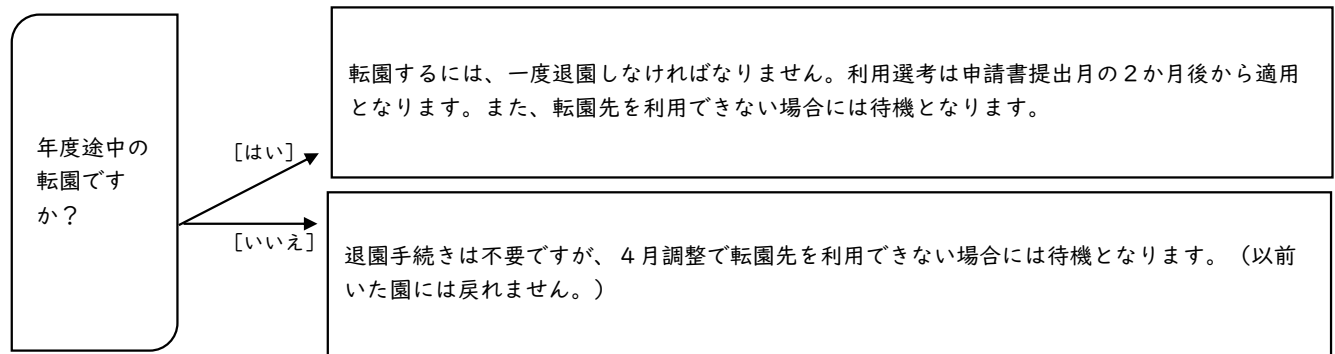 年度途中の
転園です
か？
[はい]
転園するには、一度退園しなければなりません。利用選考は申請書提出月の２か月後から適用
となります。また、転園先を利用できない場合には待機となります。
[いいえ]
退園手続きは不要ですが、４月調整で転園先を利用できない場合には待機となります。（以前
いた園には戻れません。）